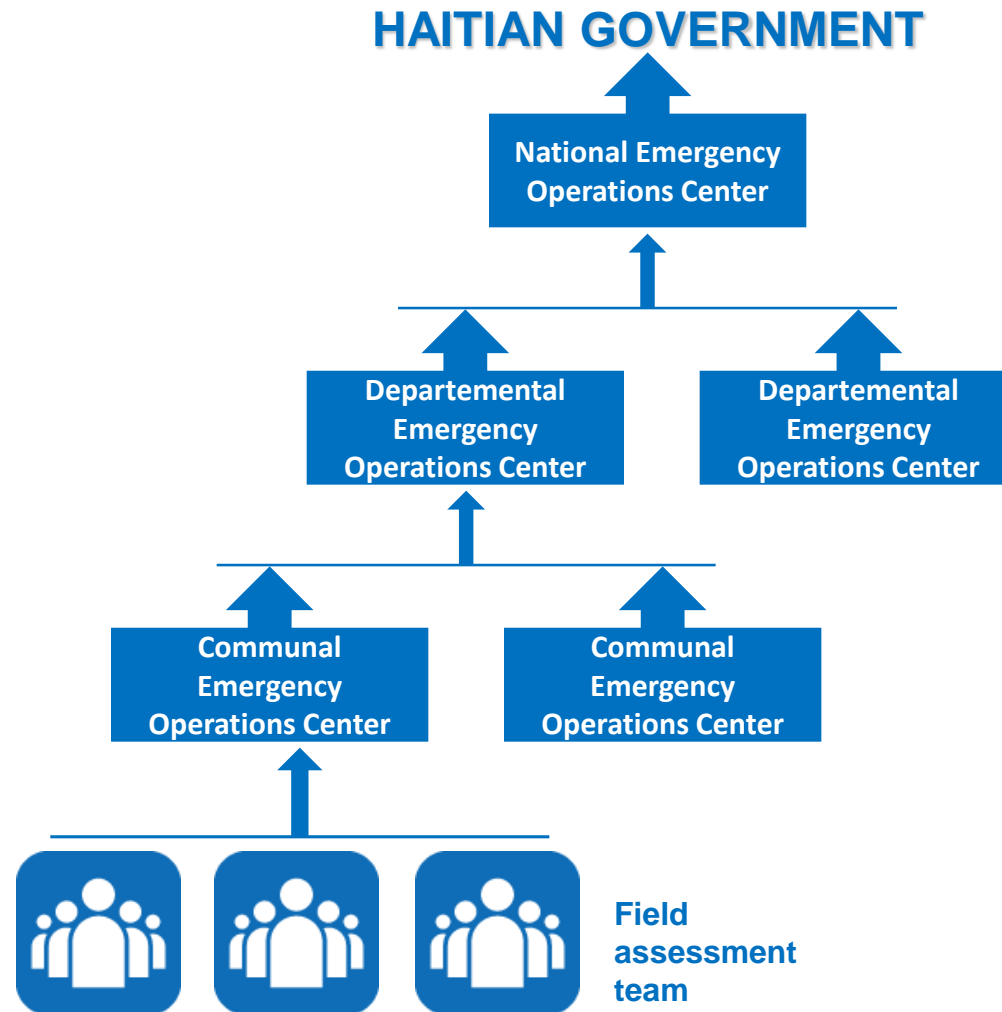 HAITIAN GOVERNMENT
National Emergency
Operations Center
Departemental
Emergency
Operations Center
Departemental
Emergency
Operations Center
Communal
Emergency
Operations Center
Communal
Emergency
Operations Center
Field
assessment
team